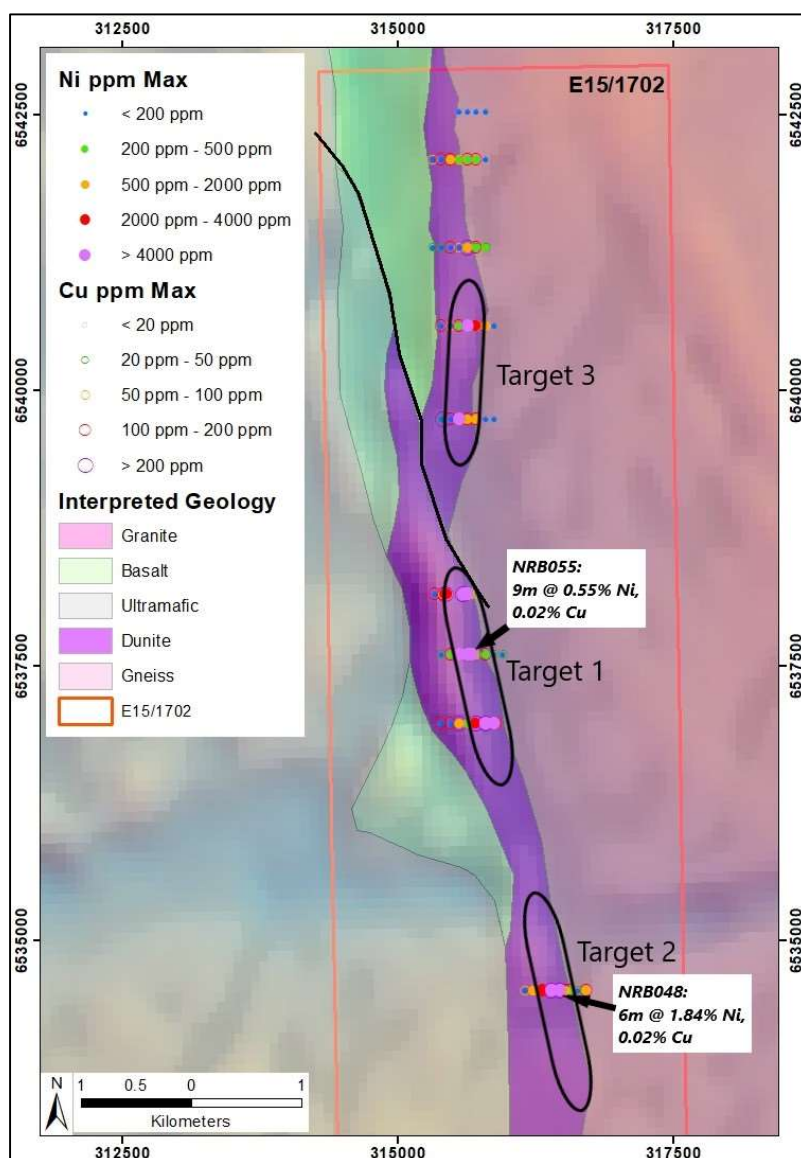 312500
315000
317500
6542500
6540000
6537500
6535000
Ni ppm Max
< 200 ppm
200 ppm - 500 ppm
500 ppm - 2000 ppm
2000 ppm - 4000 ppm
> 4000 ppm
Cu ppm Max
< 20 ppm
20 ppm - 50 ppm
50 ppm - 100 ppm
100 ppm - 200 ppm
> 200 ppm
Interpreted Geology
Granite
Basalt
Ultramafic
Dunite
Gneiss
E15/1702
E15/1702
Target 3
NRB055:
9m @ 0.55% Ni,
0.02% Cu
Target 1
Target 2
NRB048:
6m @ 1.84% Ni,
0.02% Cu
N
1 0.5 0 1
Kilometers
6542500
6540000
6537500
6535000
312500
315000
317500